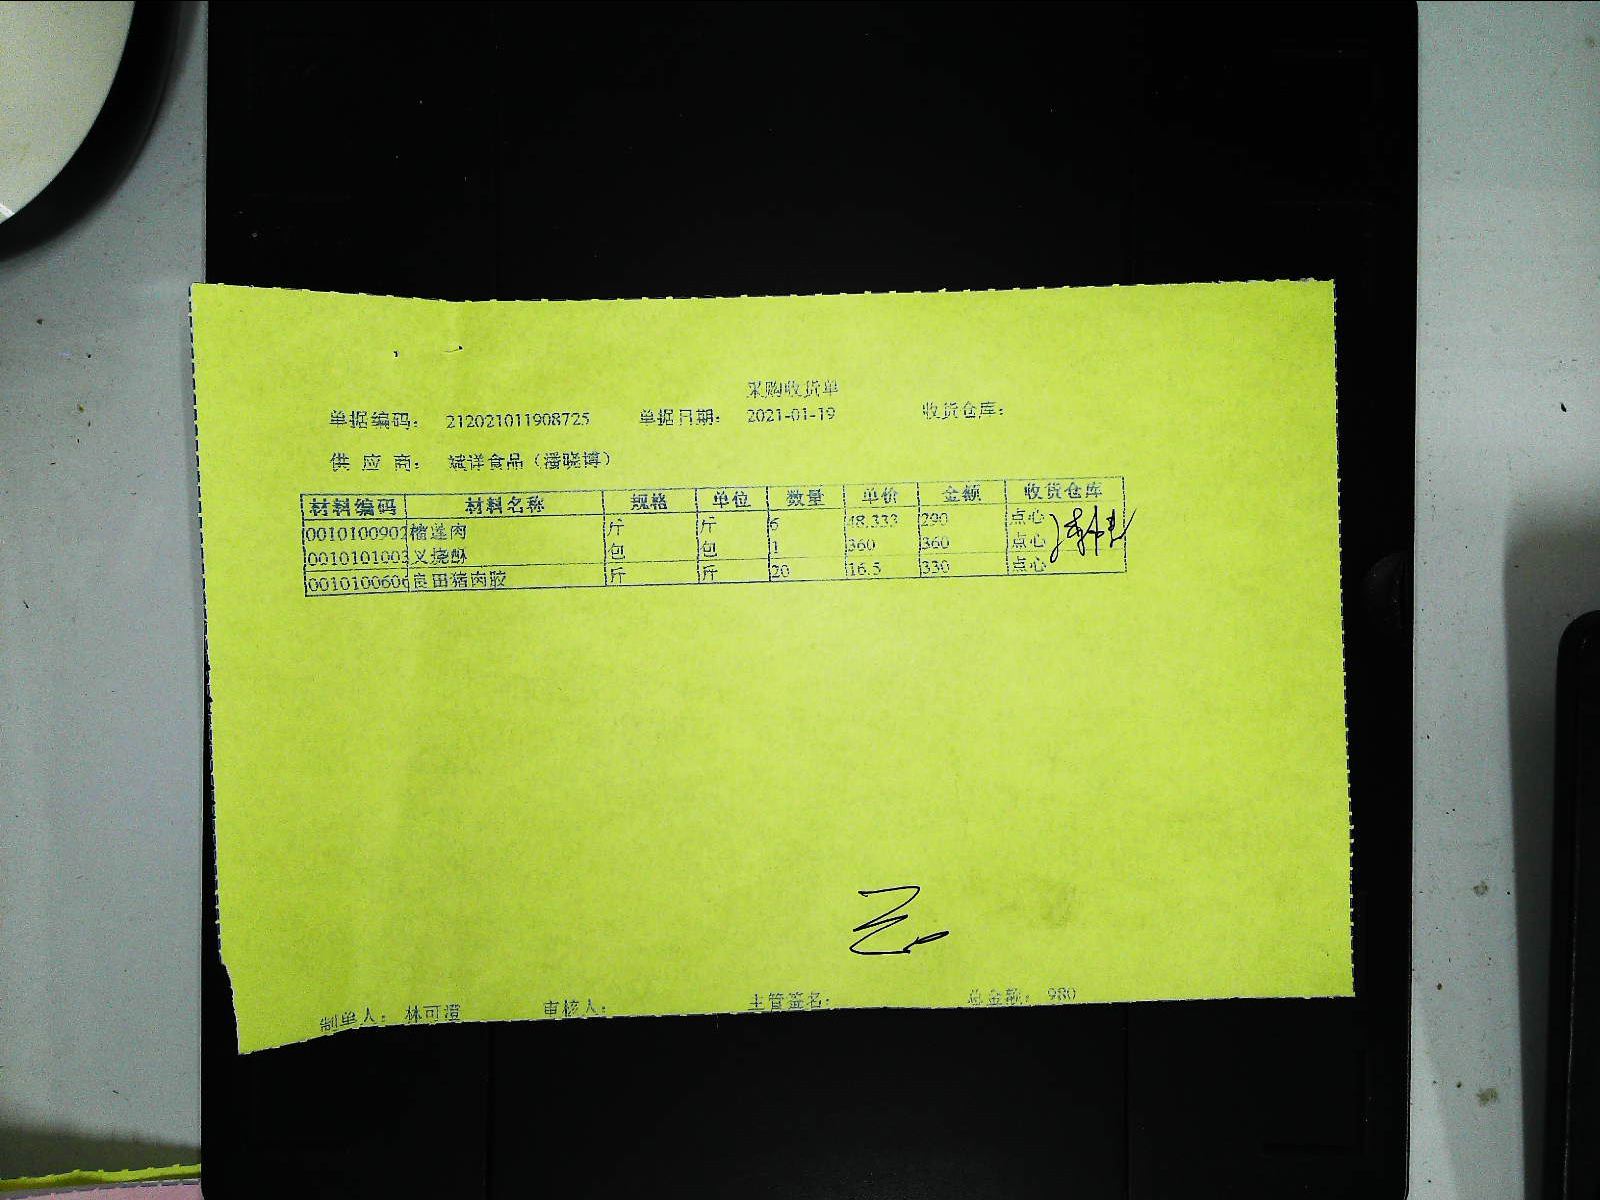 采购收货单
单据编码： 212021011908725 单据日期： 2021-01-19 收货仓库：
供 应 商： 斌洋食品（潘晓博）
材料编码 材料名称 规格 单位 数量 单价 金额 收货仓库
0010100902 榴莲肉 斤 斤 6 48.333 290 点心
0010101003 叉烧酥 包 包 1 360 360 点心
0010100606 良田猪肉胶 斤 斤 20 16.5 330 点心
制单人： 林可澄 审核人： 主管签名： 总金额： 980